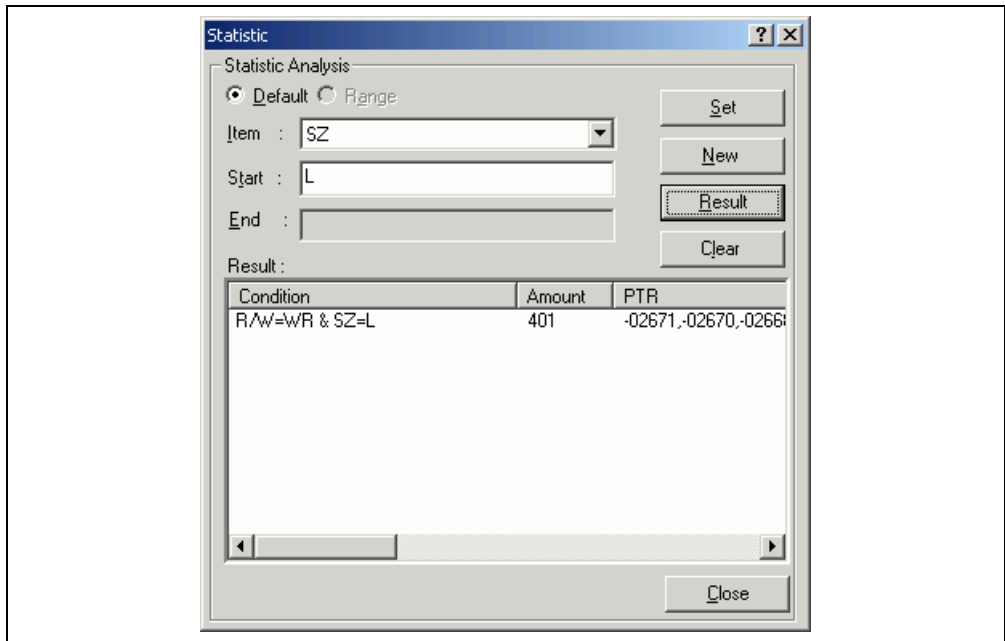 Statistic
Statistic Analysis
Default Range
Item : SZ
Start : L
End :
Set
New
Result
Clear
Result :
Condition Amount PTR
R/W=WR & SZ=L 401 -02671,-02670,-0266
Close